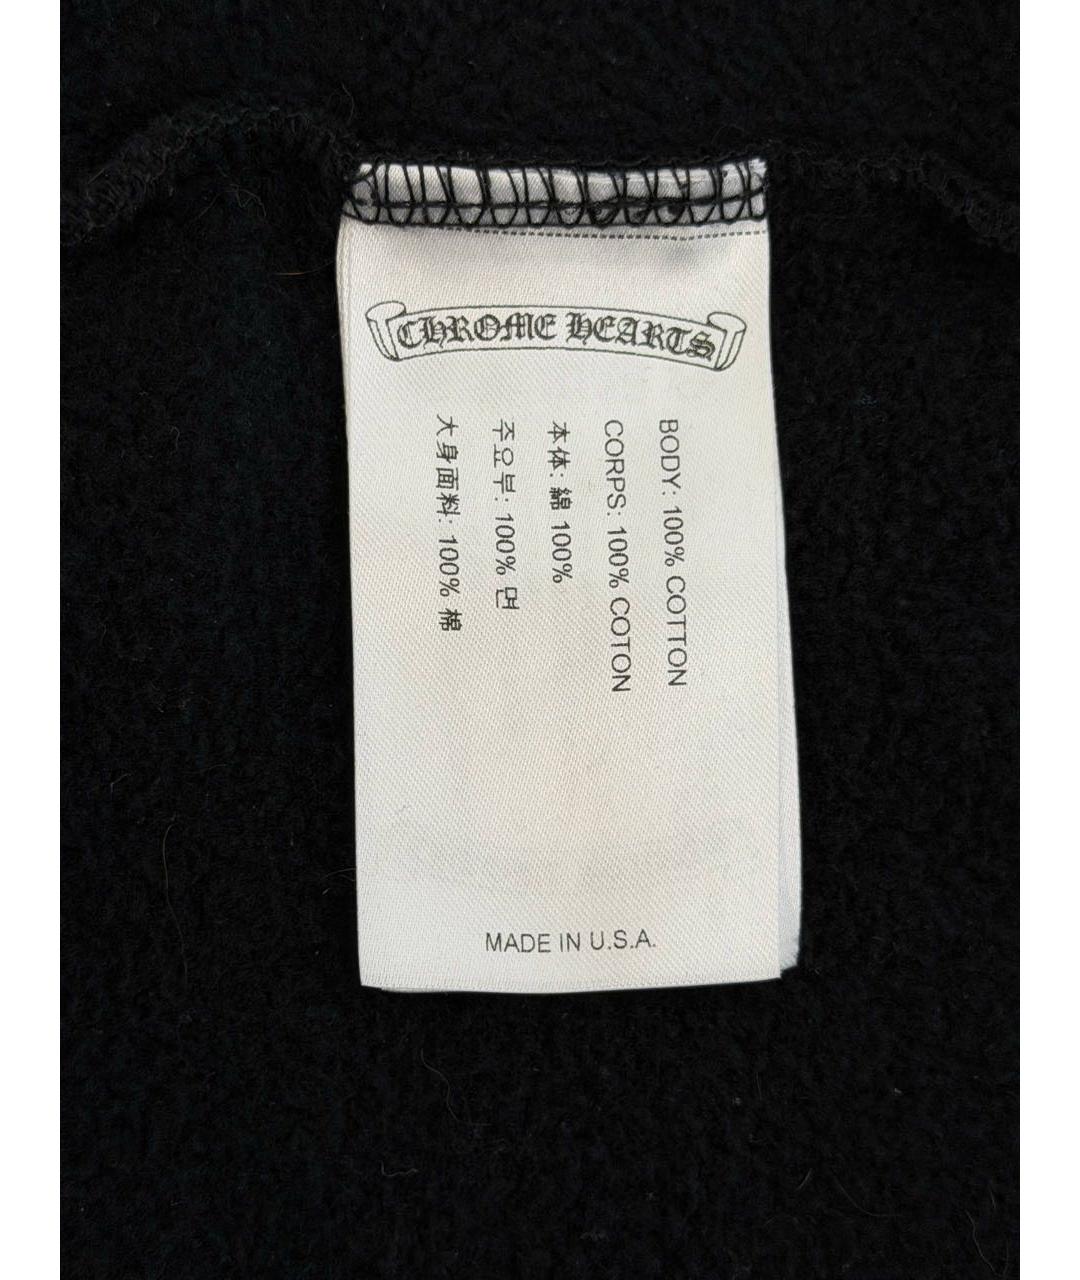 CHROME HEARTS
BODY: 100% COTTON
CORPS: 100% COTON
本体: 綿 100%
주요부: 100% 면
大身面料: 100% 棉
MADE IN U.S.A.